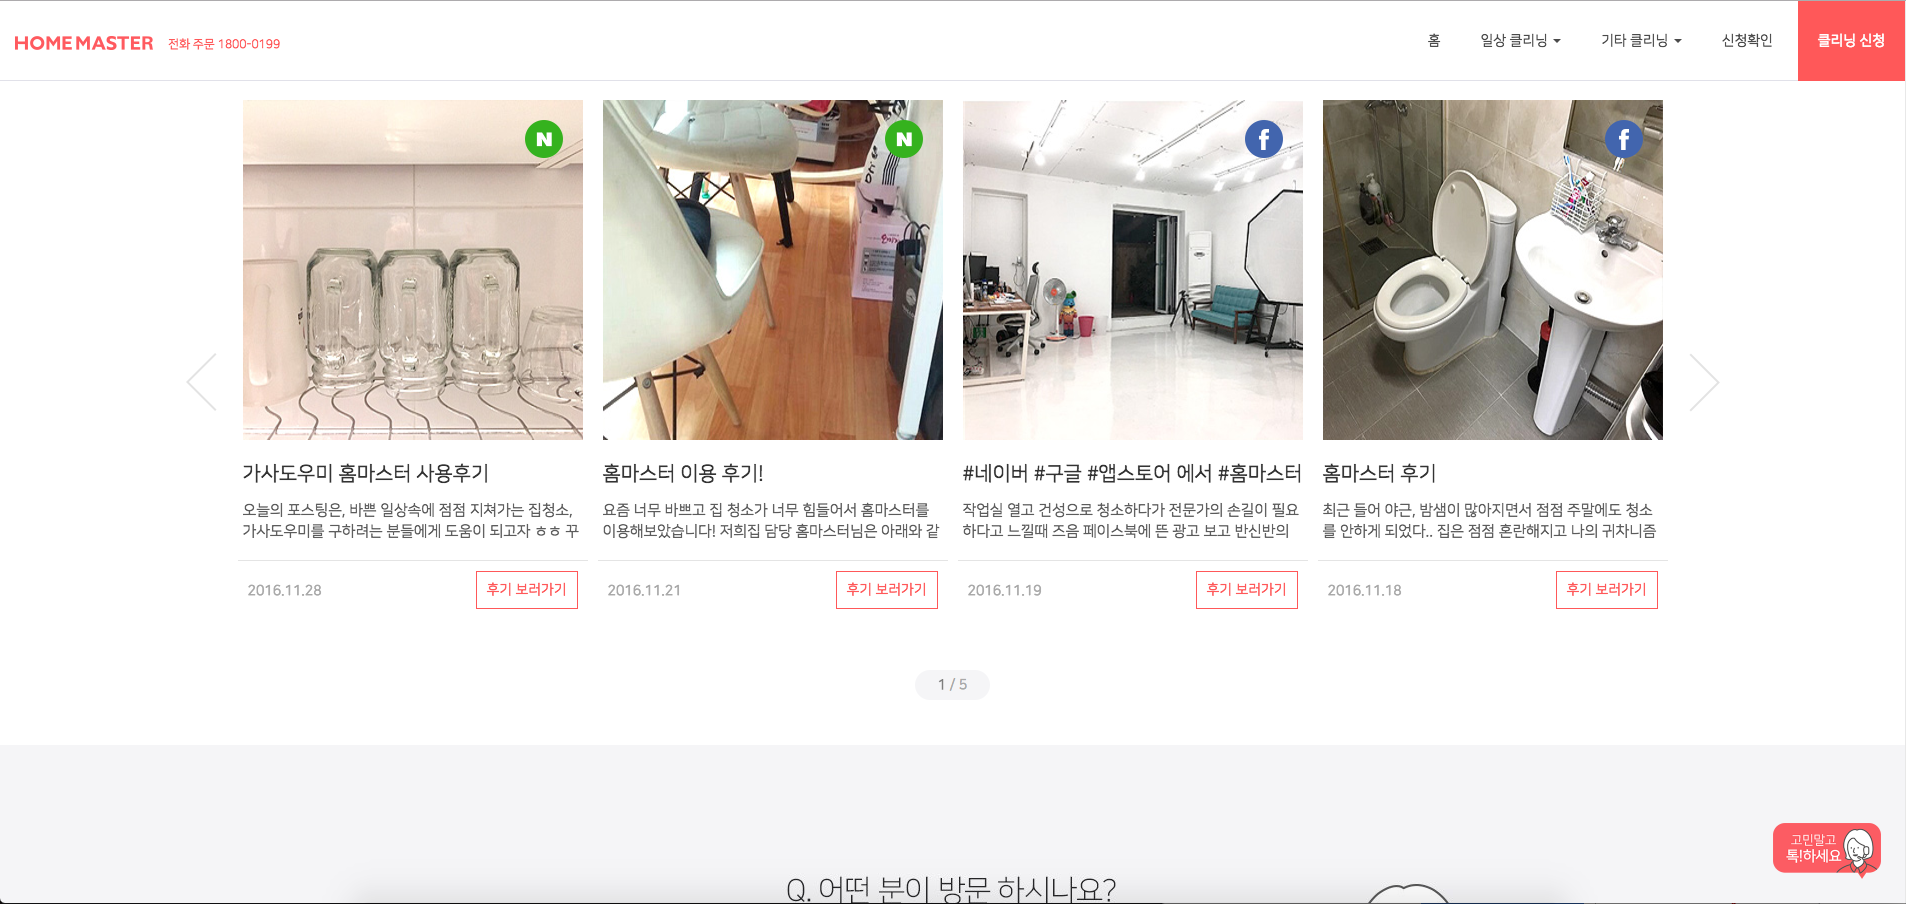 HOME MASTER 전화 주문 1800-0199
홈 일상 클리닝 기타 클리닝 신청확인 클리닝 신청
N
N
f
f
가사도우미 홈마스터 사용후기
오늘의 포스팅은, 바쁜 일상속에 점점 지쳐가는 집청소,
가사도우미를 구하려는 분들에게 도움이 되고자 ㅎㅎ 꾸
2016.11.28 후기 보러가기
홈마스터 이용 후기!
요즘 너무 바쁘고 집 청소가 너무 힘들어서 홈마스터를
이용해보았습니다! 저희집 담당 홈마스터님은 아래와 같
2016.11.21 후기 보러가기
#네이버 #구글 #앱스토어 에서 #홈마스터
작업실 열고 건성으로 청소하다가 전문가의 손길이 필요
하다고 느낄때 즈음 페이스북에 뜬 광고 보고 반신반의
2016.11.19 후기 보러가기
홈마스터 후기
최근 들어 야근, 밤샘이 많아지면서 점점 주말에도 청소
를 안하게 되었다.. 집은 점점 혼란해지고 나의 귀차니즘
2016.11.18 후기 보러가기
1 / 5
고민말고
톡!하세요
Q. 어떤 분이 방문 하시나요?